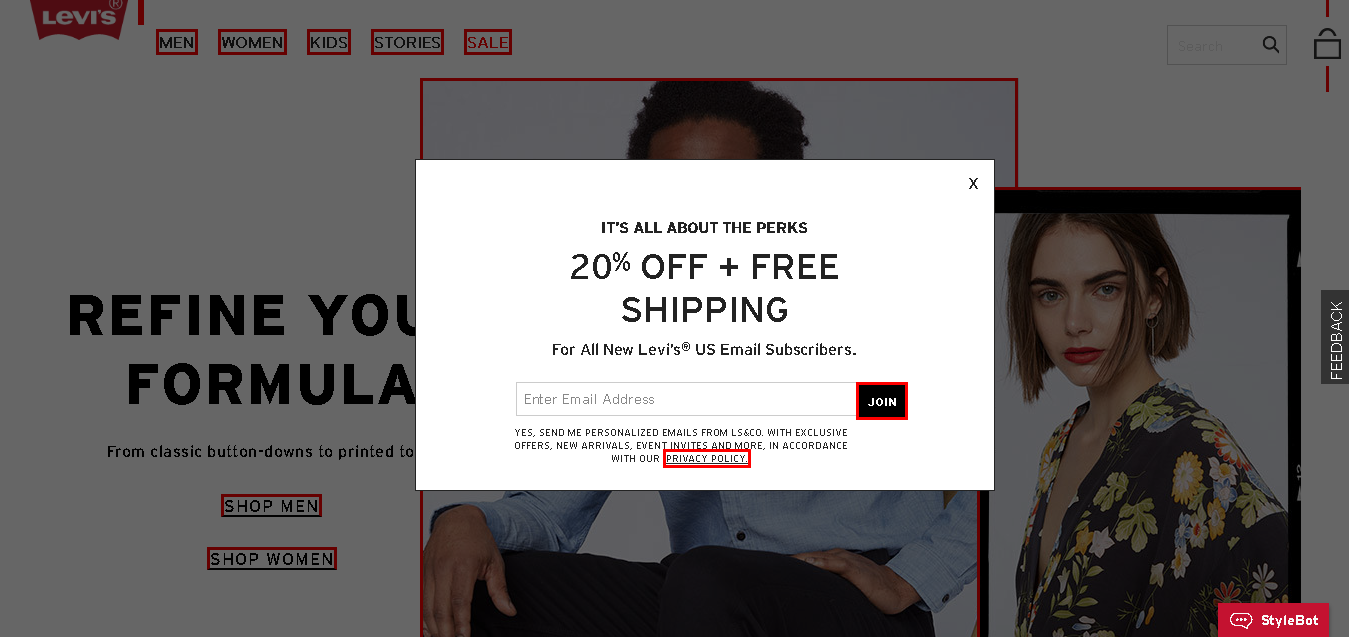 Levi's®
MEN WOMEN KIDS STORIES SALE
Search
X
IT'S ALL ABOUT THE PERKS
20% OFF + FREE
SHIPPING
For All New Levi's® US Email Subscribers.
Enter Email Address
JOIN
YES, SEND ME PERSONALIZED EMAILS FROM LS&CO. WITH EXCLUSIVE
OFFERS, NEW ARRIVALS, EVENT INVITES AND MORE, IN ACCORDANCE
WITH OUR PRIVACY POLICY.
REFINE YOU
FORMULA
From classic button-downs to printed to
SHOP MEN
SHOP WOMEN
FEEDBACK
StyleBot